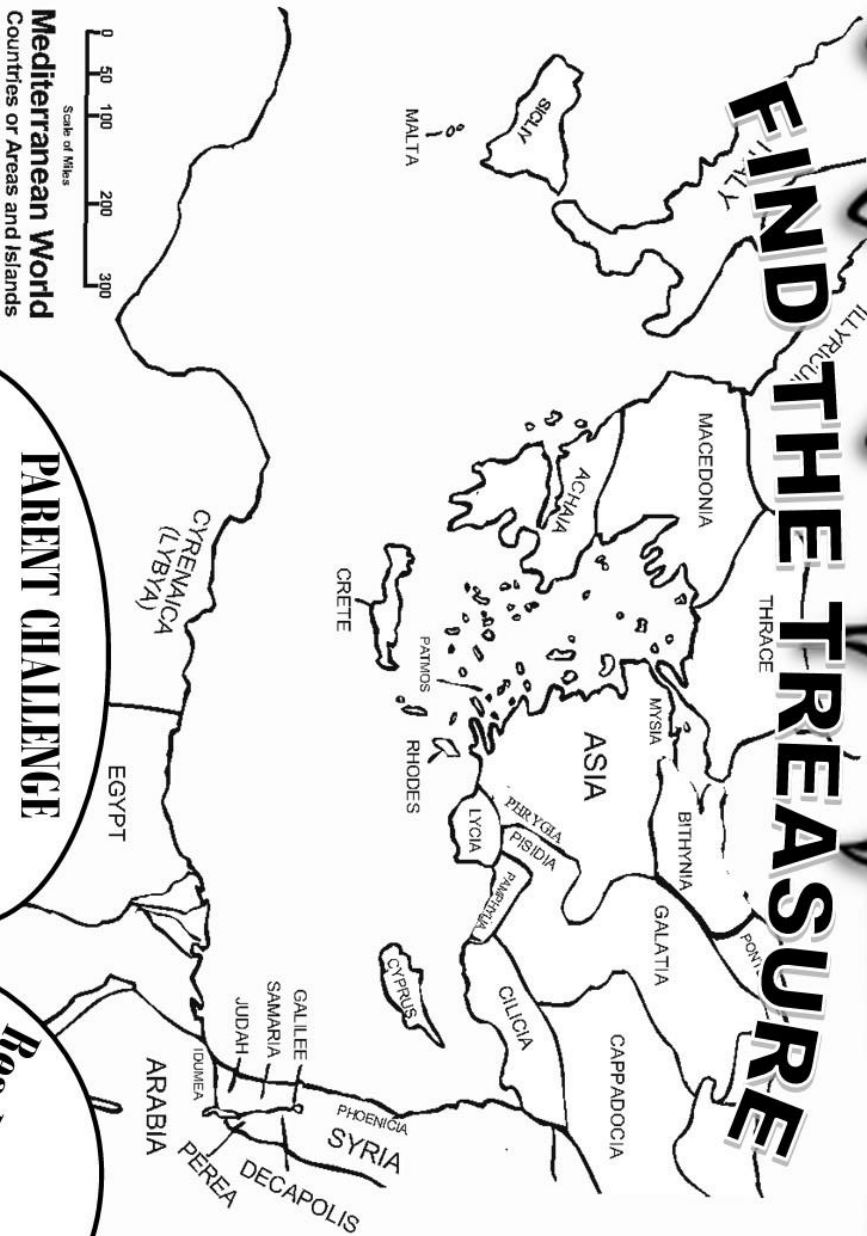 FIND THE TREASURE
ITALY
ILLYRICUM
SICLIY
MALTA
MACEDONIA
THRACE
ACHAIA
MYSIA
BITHYNIA
PONT
ASIA
GALATIA
CAPPADOCIA
PHRYGIA
PISIDIA
LYCIA
PAMPHYLIA
CILICIA
PATMOS
RHODES
CRETE
CYPRUS
CYRENAICA
(LYBYA)
EGYPT
GALILEE
SAMARIA
JUDAH
IDUMEA
ARABIA
PEREA
DECAPOLIS
PHOENICIA
SYRIA
0 50 100 200 300
Scale of Miles
Mediterranean World
Countries or Areas and Islands
PARENT CHALLENGE